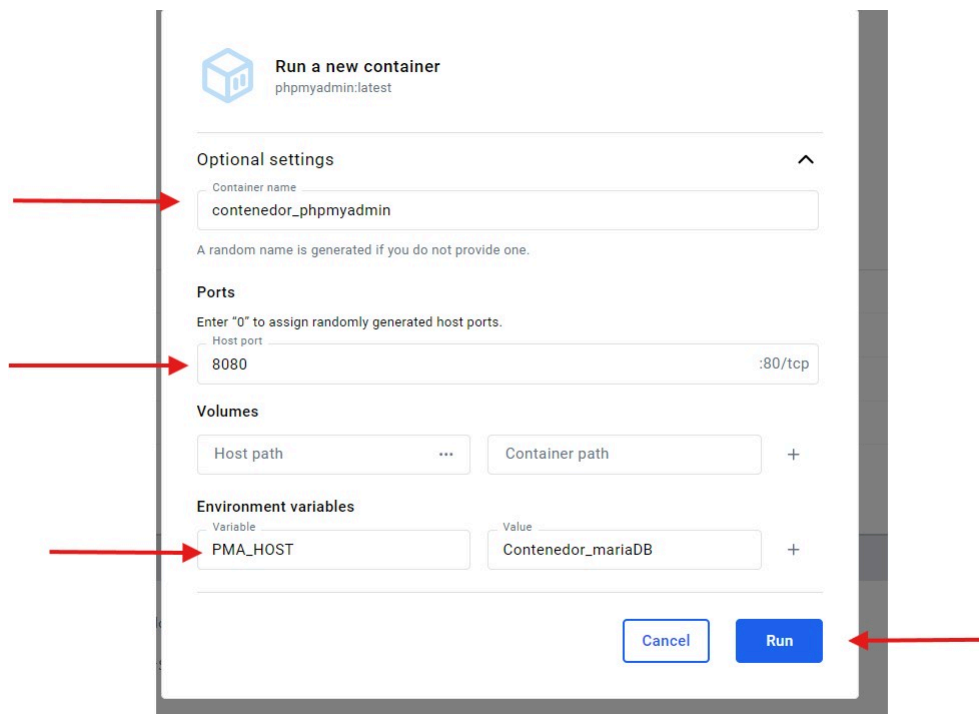 Run a new container
phpmyadmin:latest
Optional settings
Container name
contenedor_phpmyadmin
A random name is generated if you do not provide one.
Ports
Enter “0” to assign randomly generated host ports.
Host port
8080 :80/tcp
Volumes
Host path ... Container path +
Environment variables
Variable Value
PMA_HOST Contenedor_mariaDB +
Cancel Run